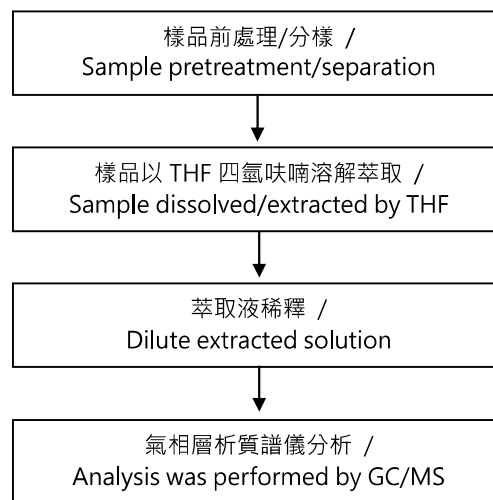 樣品前處理/分樣 /
Sample pretreatment/separation
樣品以 THF 四氫呋喃溶解萃取 /
Sample dissolved/extracted by THF
萃取液稀釋 /
Dilute extracted solution
氣相層析質譜儀分析 /
Analysis was performed by GC/MS